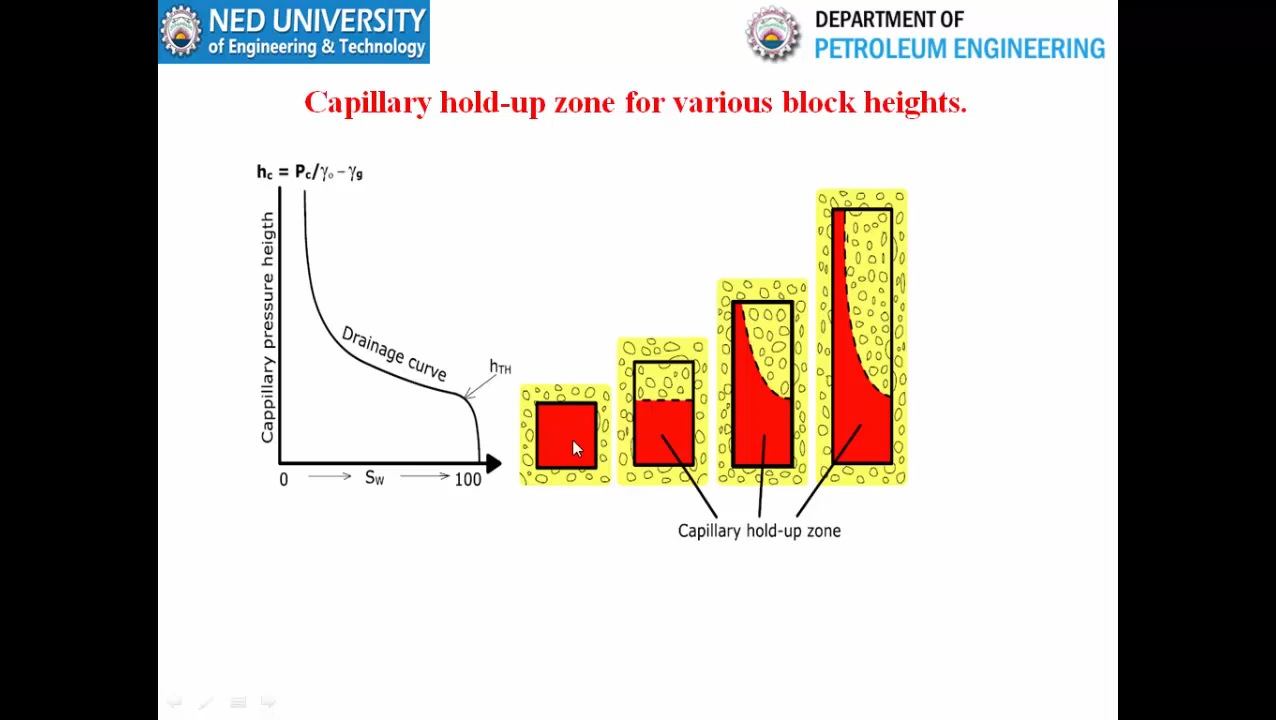 NED UNIVERSITY
of Engineering & Technology
DEPARTMENT OF
PETROLEUM ENGINEERING
Capillary hold-up zone for various block heights.
hc = Pc/γo - γg
Cappillary pressure heigth
Drainage curve
hTH
0 Sw 100
Capillary hold-up zone